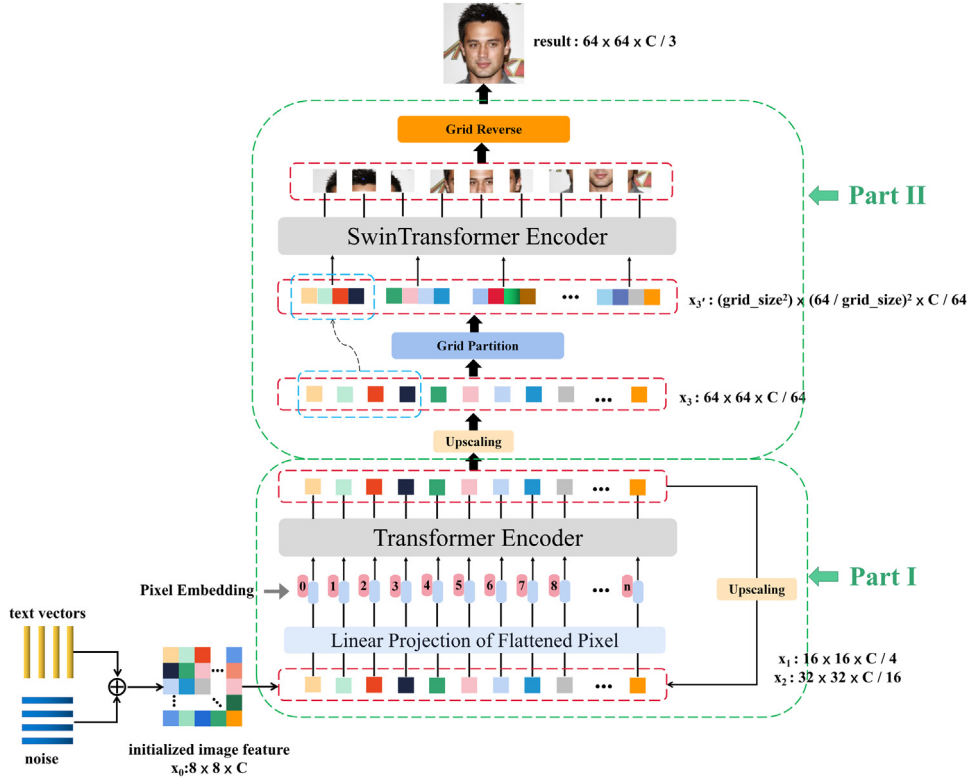 result : 64 x 64 x C / 3
Grid Reverse
Part II
SwinTransformer Encoder
x3' : (grid_size²) x (64 / grid_size)² x C / 64
Grid Partition
x3 : 64 x 64 x C / 64
Upscaling
Transformer Encoder
Part I
Pixel Embedding
0 1 2 3 4 5 6 7 8 n
Upscaling
text vectors
Linear Projection of Flattened Pixel
x1 : 16 x 16 x C / 4
x2 : 32 x 32 x C / 16
noise
initialized image feature
x0:8 x 8 x C